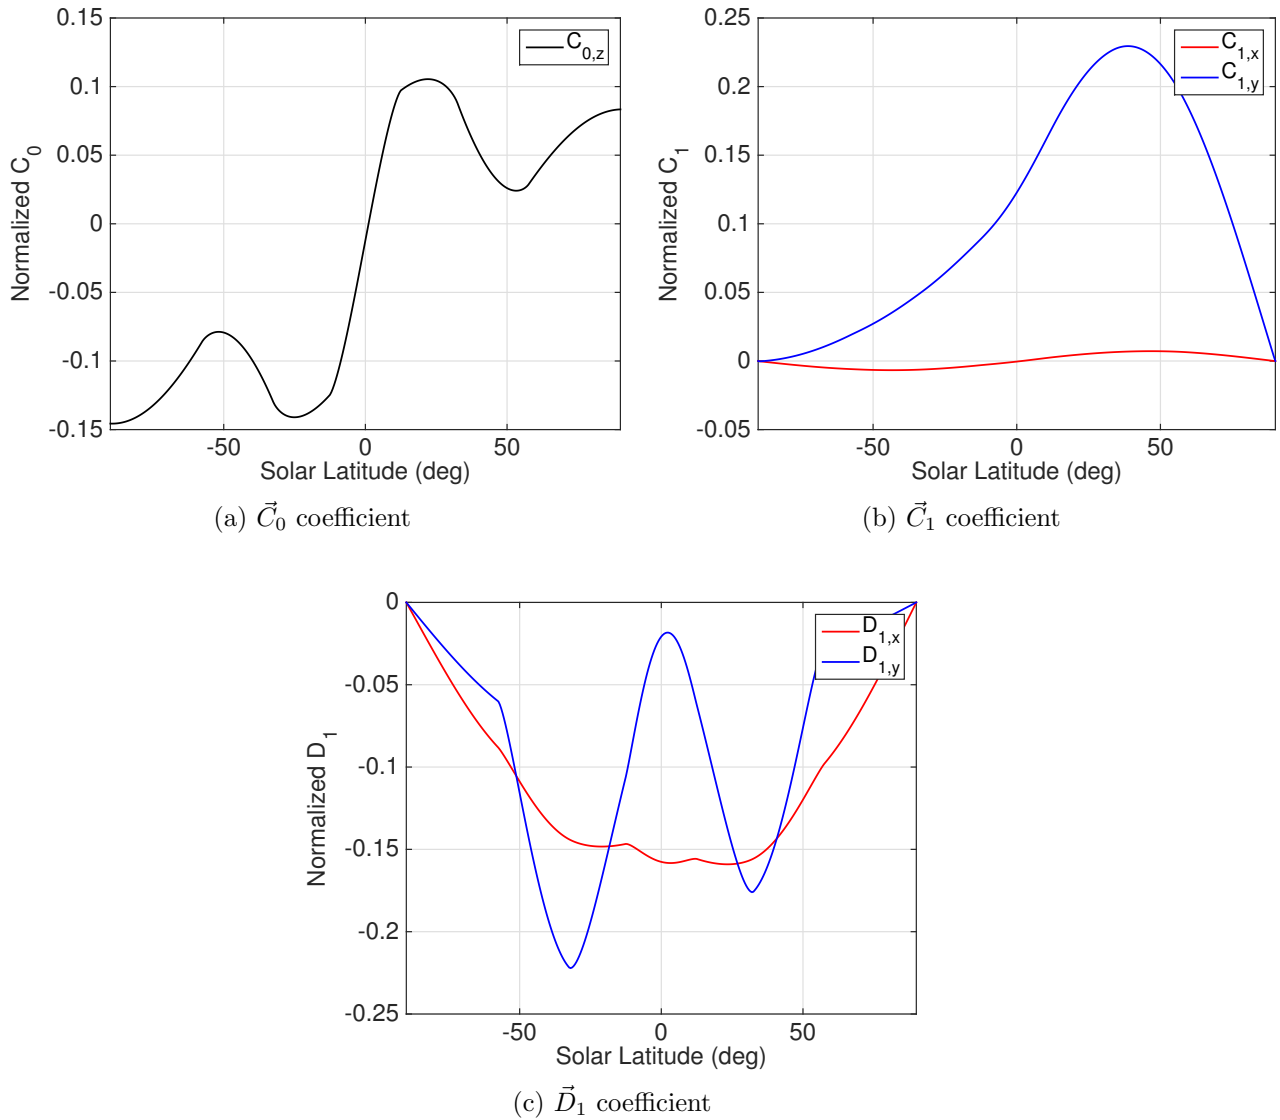 0.15
0.1
0.05
0
-0.05
-0.1
-0.15
-50 0 50
Normalized C0
Solar Latitude (deg)
C0,z
(a) C⃗0 coefficient
0.25
0.2
0.15
0.1
0.05
0
-0.05
-50 0 50
Normalized C1
Solar Latitude (deg)
C1,x
C1,y
(b) C⃗1 coefficient
0
-0.05
-0.1
-0.15
-0.2
-0.25
-50 0 50
Normalized D1
Solar Latitude (deg)
D1,x
D1,y
(c) D⃗1 coefficient